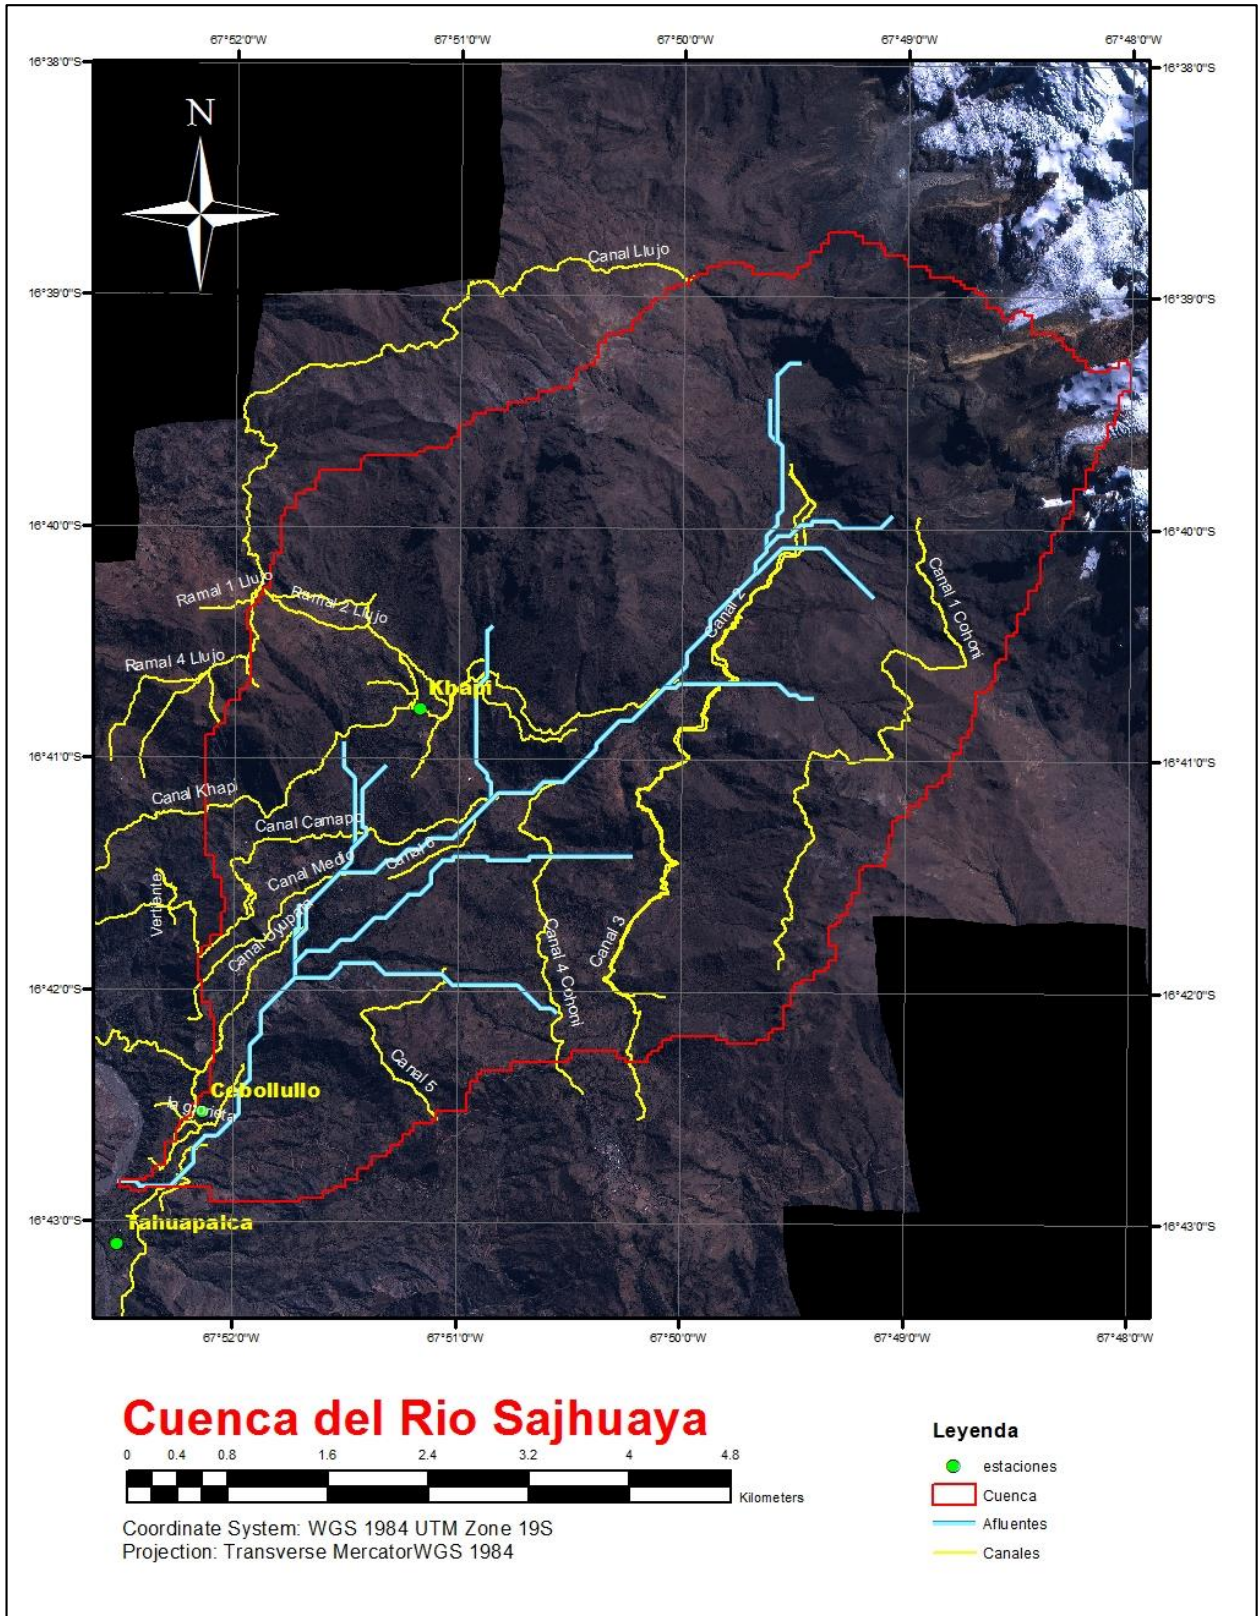 67°52'0"W 67°51'0"W 67°50'0"W 67°49'0"W 67°48'0"W
16°38'0"S 16°38'0"S
N
Canal Llujo
16°39'0"S 16°39'0"S
16°40'0"S 16°40'0"S
Ramal 1 Llujo
Ramal 2 Llujo
Canal 2
Canal 1 Cohoni
Ramal 4 Llujo
Khapi
16°41'0"S 16°41'0"S
Canal Khapi
Canal Camapo
Canal 6
Canal Medio
Vertiente
Canal Uyupata
Canal 4 Cohoni
Canal 3
16°42'0"S 16°42'0"S
Canal 5
Cebollullo
la glorieta
16°43'0"S 16°43'0"S
Tahuapalca
67°52'0"W 67°51'0"W 67°50'0"W 67°49'0"W 67°48'0"W
Cuenca del Rio Sajhuaya
0 0.4 0.8 1.6 2.4 3.2 4 4.8
Kilometers
Coordinate System: WGS 1984 UTM Zone 19S
Projection: Transverse MercatorWGS 1984
Leyenda
estaciones
Cuenca
Afluentes
Canales